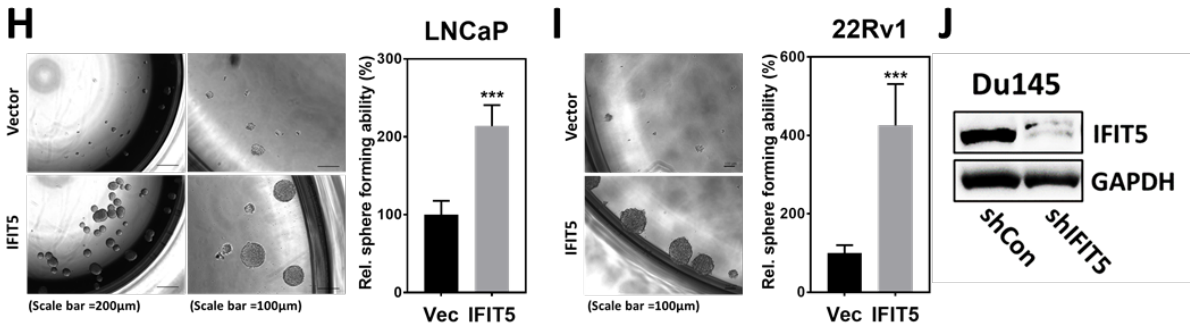 H
Vector
IFIT5
(Scale bar =200μm)
(Scale bar =100μm)
LNCaP
Rel. sphere forming ability (%)
300
200
100
0
***
Vec IFIT5
I
Vector
IFIT5
(Scale bar =100μm)
22Rv1
Rel. sphere forming ability (%)
600
400
200
0
***
Vec IFIT5
J
Du145
IFIT5
GAPDH
shCon
shIFIT5